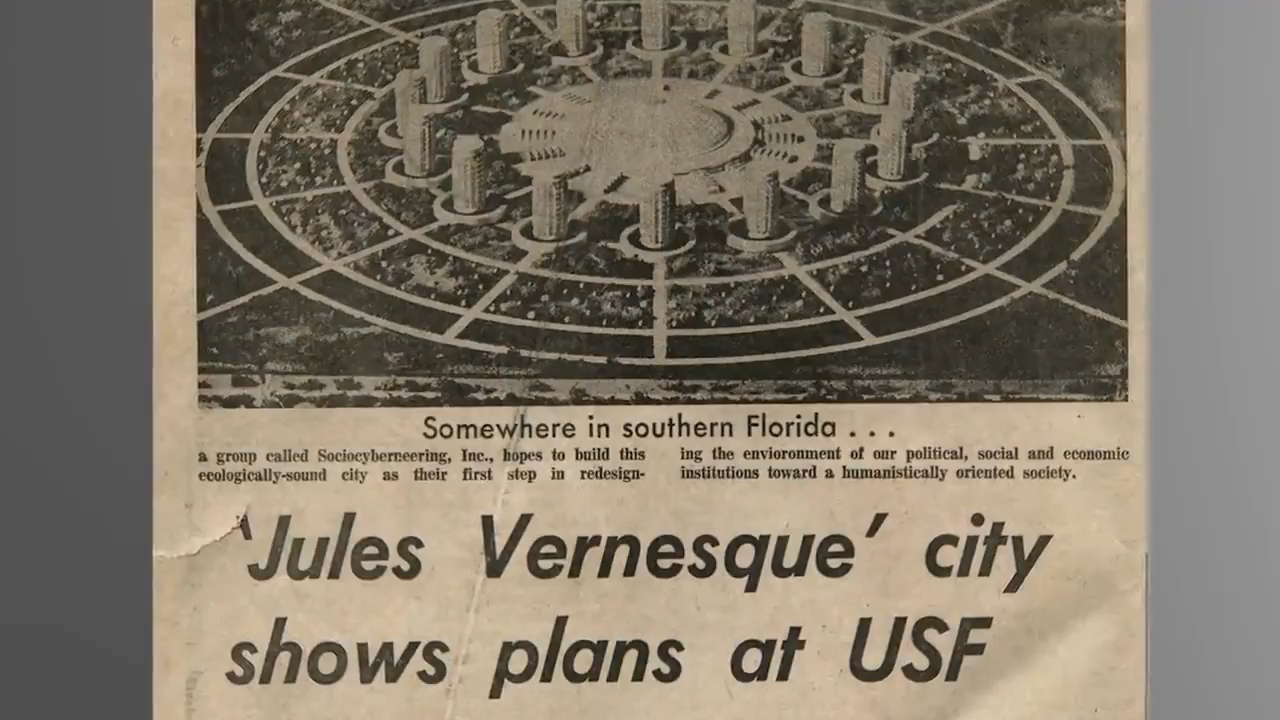 Somewhere in southern Florida . . .
a group called Sociocyberneering, Inc., hopes to build this
ecologically-sound city as their first step in redesign-
ing the envioronment of our political, social and economic
institutions toward a humanistically oriented society.
'Jules Vernesque' city
shows plans at USF